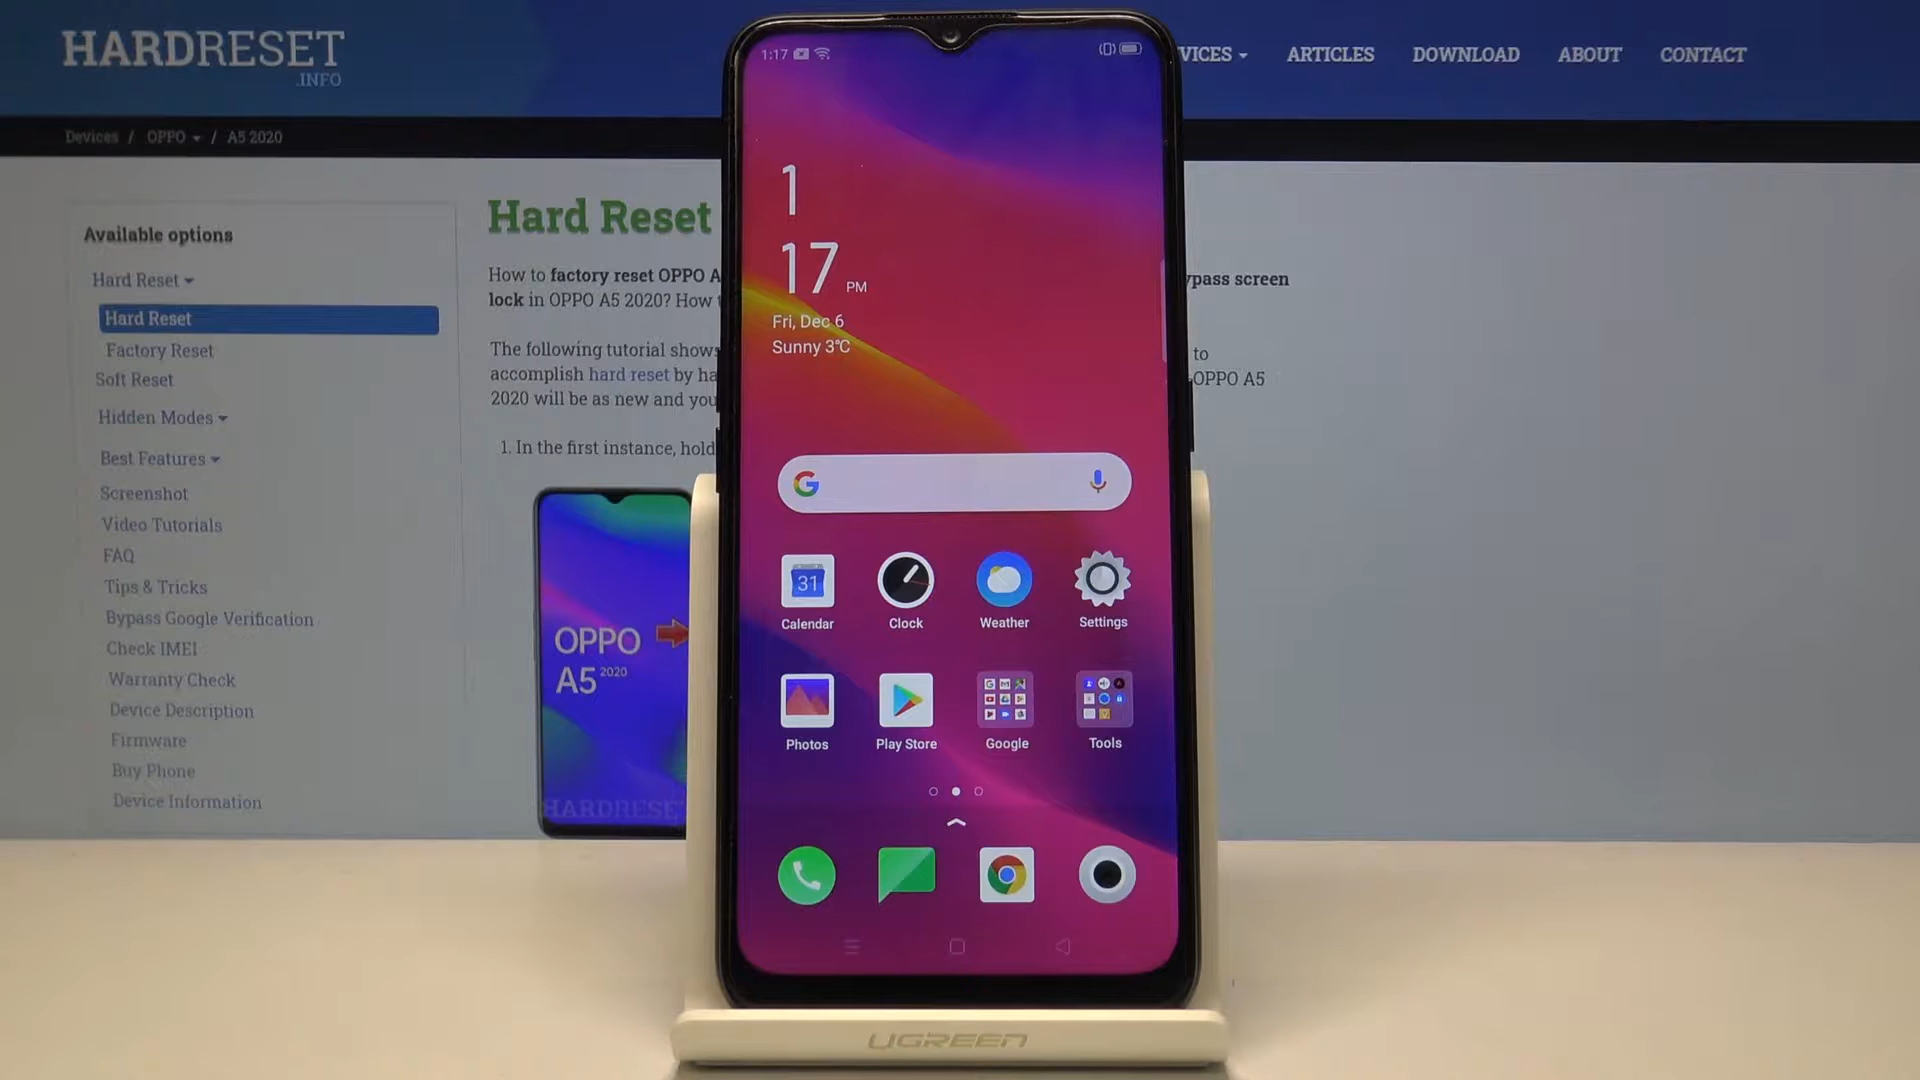 HARDRESET
.INFO
VICES
ARTICLES
DOWNLOAD
ABOUT
CONTACT
Devices / OPPO / A5 2020
Available options
Hard Reset
Hard Reset
Factory Reset
Soft Reset
Hidden Modes
Best Features
Screenshot
Video Tutorials
FAQ
Tips & Tricks
Bypass Google Verification
Check IMEI
Warranty Check
Device Description
Firmware
Buy Phone
Device Information
Hard Reset
How to factory reset OPPO A
ypass screen
lock in OPPO A5 2020? How
The following tutorial shows
to
accomplish hard reset by ha
OPPO A5
2020 will be as new and you
1. In the first instance, hold
OPPO
A5 2020
HARDRESET
1:17
1
17 PM
Fri, Dec 6
Sunny 3°C
G
31
Calendar
Clock
Weather
Settings
Photos
Play Store
Google
Tools
UGREEN